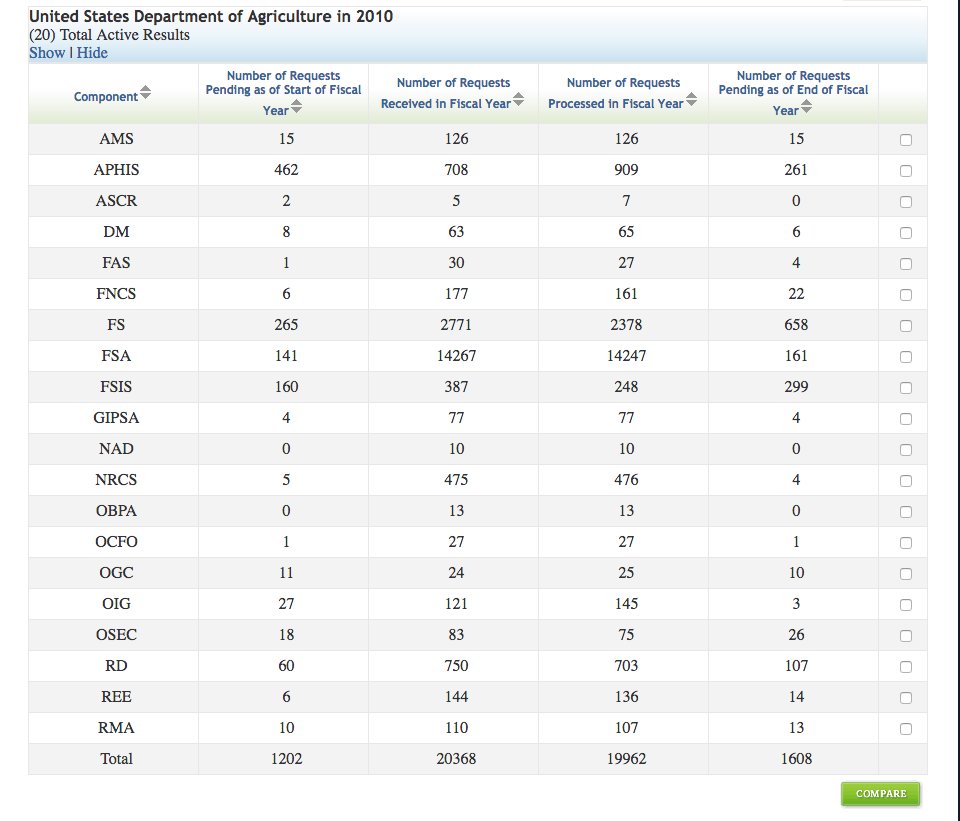 United States Department of Agriculture in 2010
(20) Total Active Results
Show | Hide
Component Number of Requests Pending as of Start of Fiscal Year Number of Requests Received in Fiscal Year Number of Requests Processed in Fiscal Year Number of Requests Pending as of End of Fiscal Year
AMS 15 126 126 15
APHIS 462 708 909 261
ASCR 2 5 7 0
DM 8 63 65 6
FAS 1 30 27 4
FNCS 6 177 161 22
FS 265 2771 2378 658
FSA 141 14267 14247 161
FSIS 160 387 248 299
GIPSA 4 77 77 4
NAD 0 10 10 0
NRCS 5 475 476 4
OBPA 0 13 13 0
OCFO 1 27 27 1
OGC 11 24 25 10
OIG 27 121 145 3
OSEC 18 83 75 26
RD 60 750 703 107
REE 6 144 136 14
RMA 10 110 107 13
Total 1202 20368 19962 1608
COMPARE